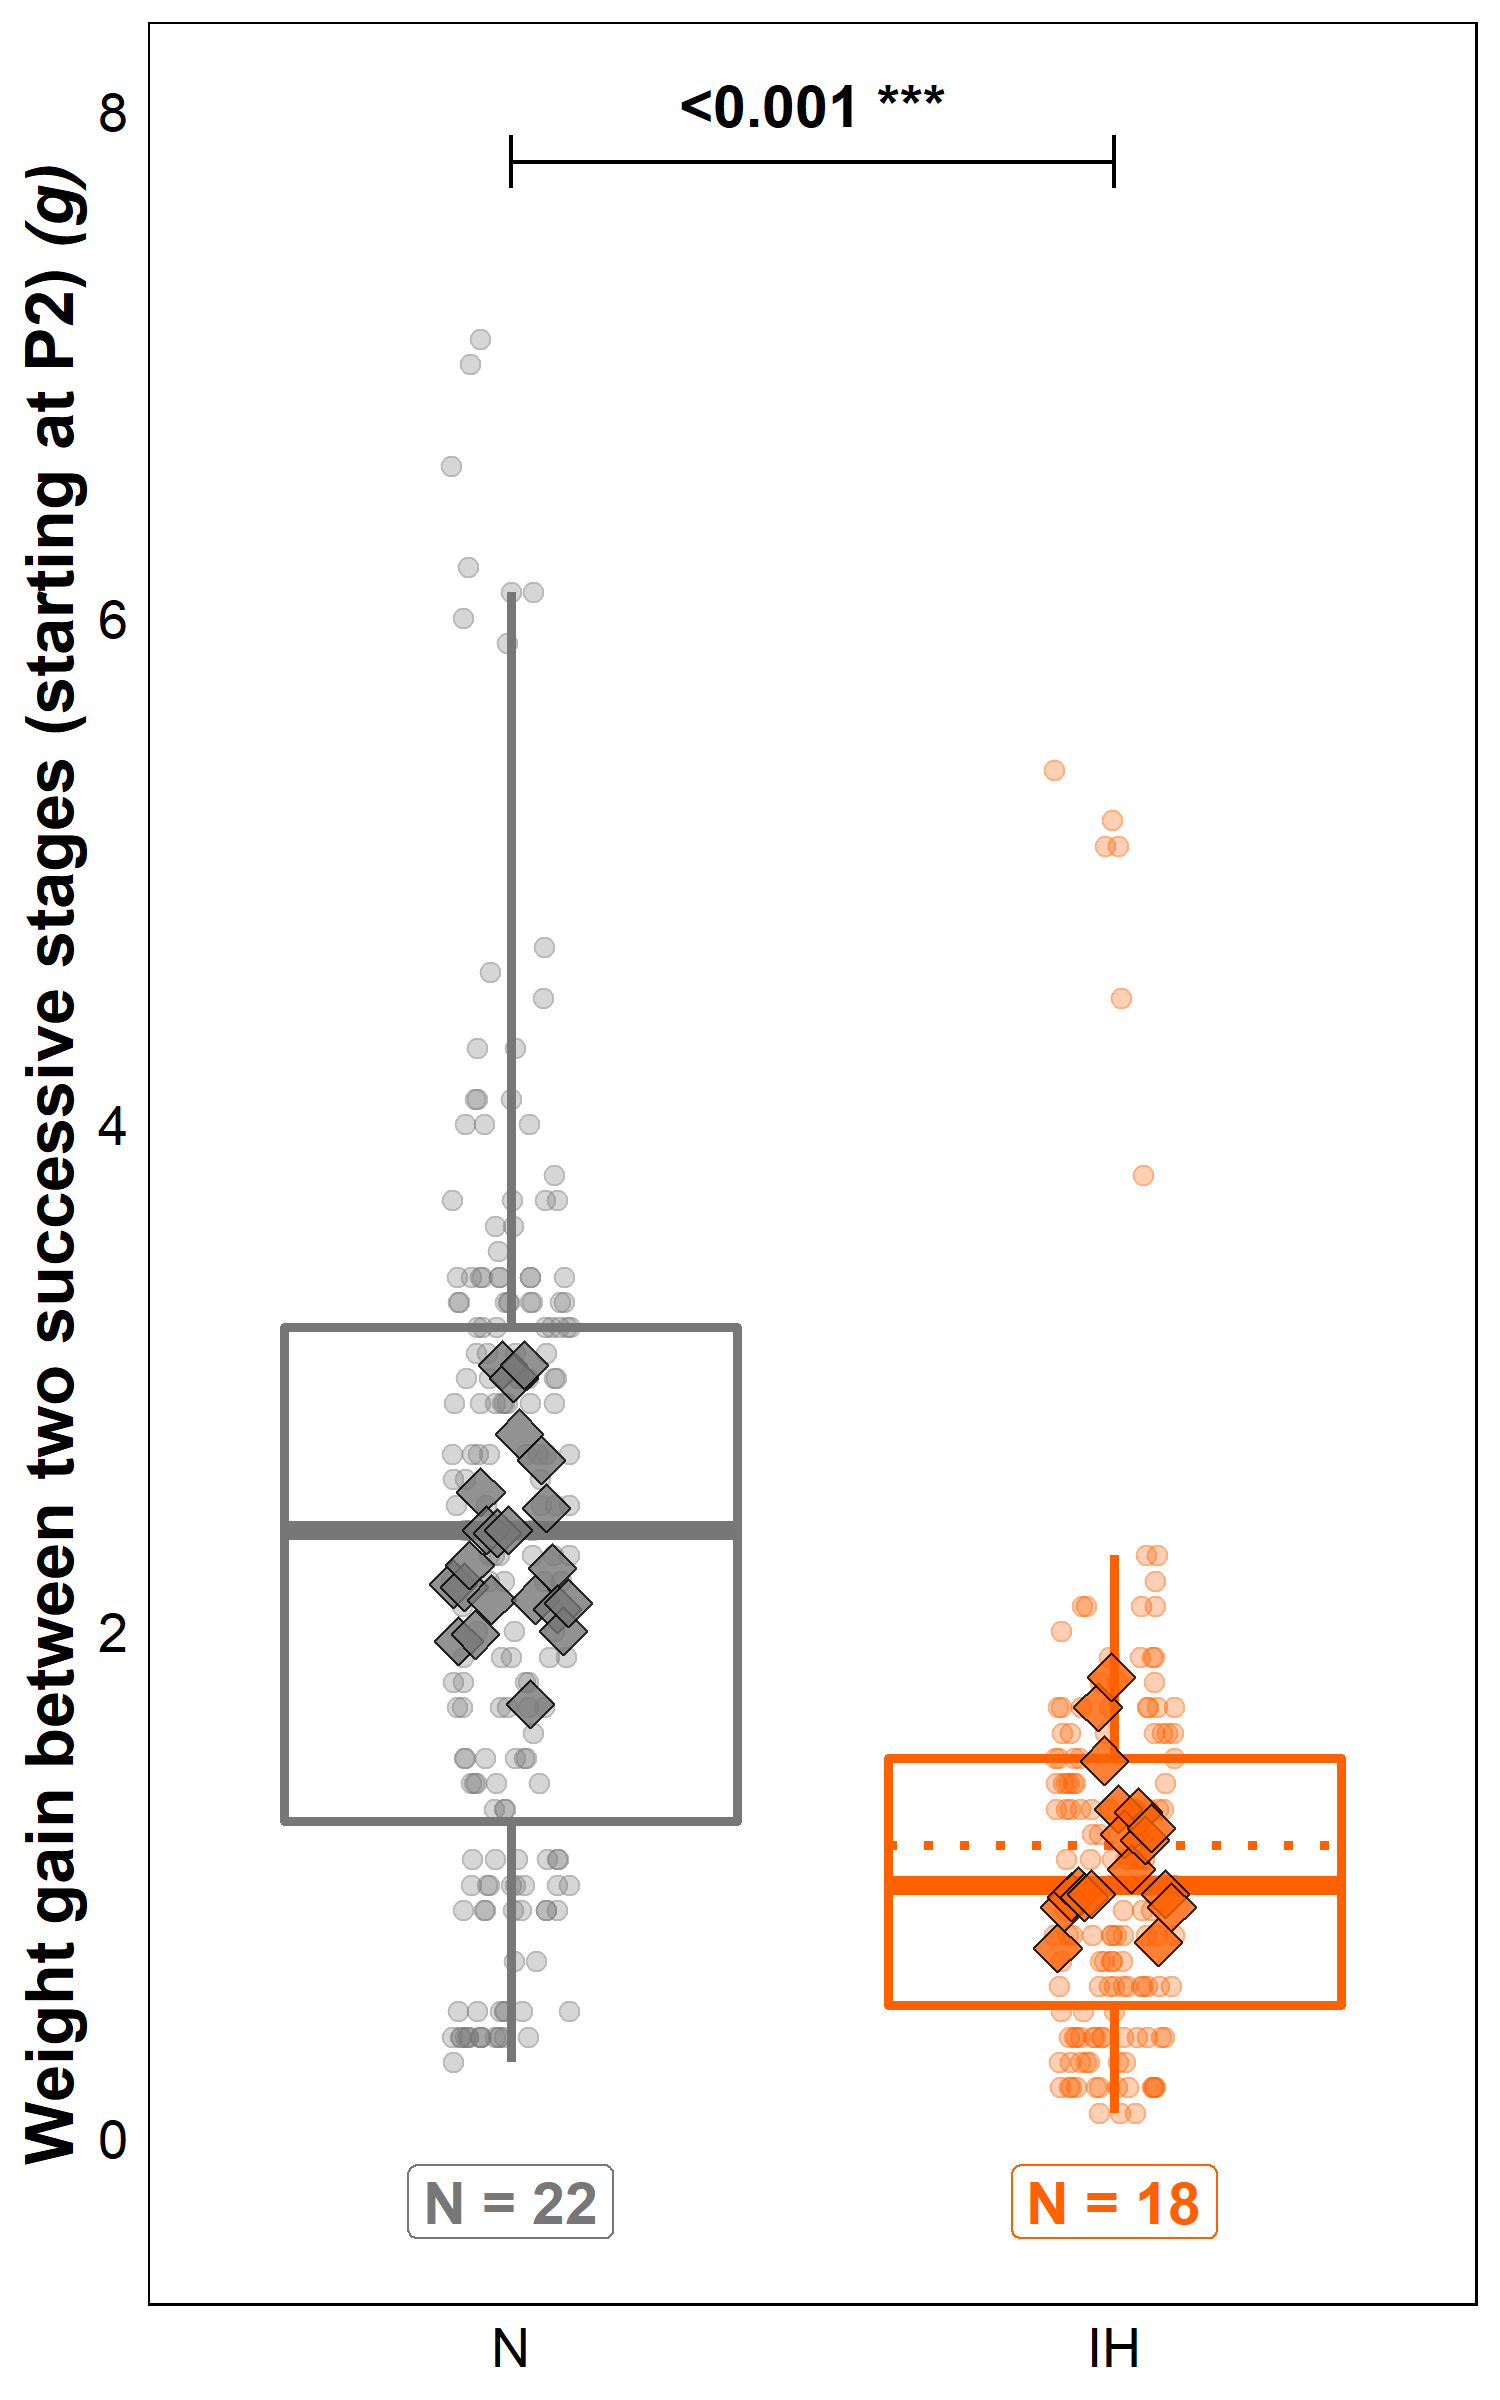 Weight gain between two successive stages (starting at P2) (g)
8
6
4
2
0
<0.001 ***
N = 22
N = 18
N
IH